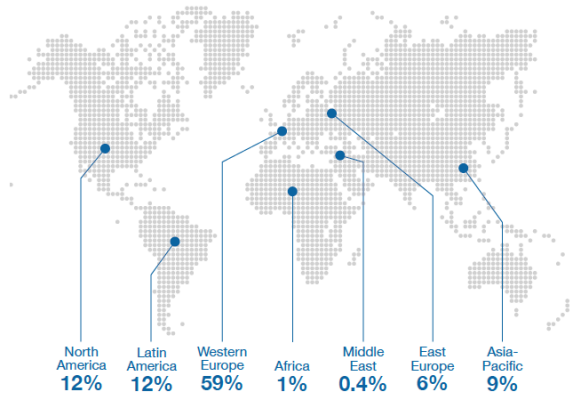 North
America
12%
Latin
America
12%
Western
Europe
59%
Africa
1%
Middle
East
0.4%
East
Europe
6%
Asia-
Pacific
9%